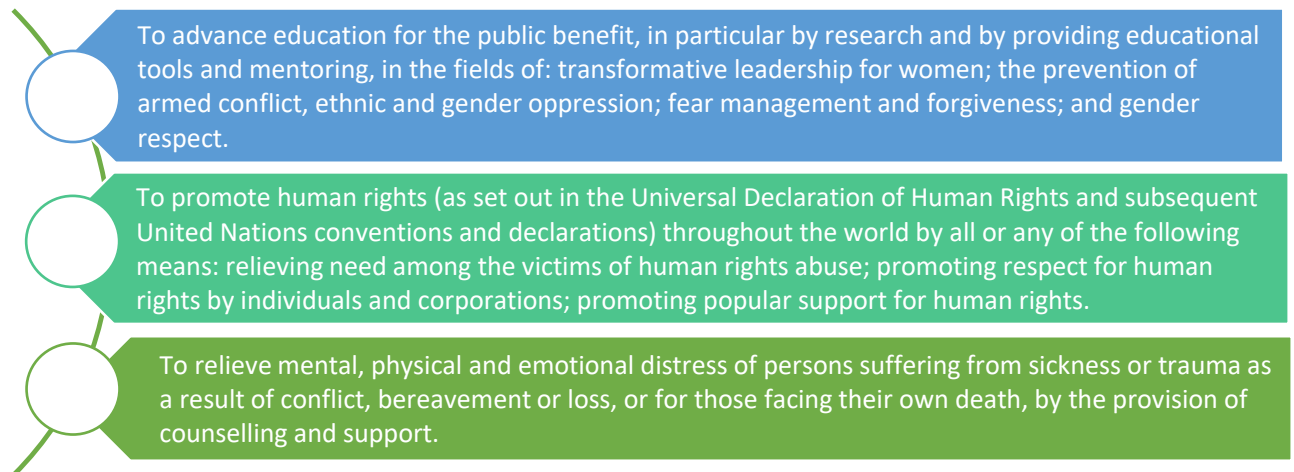 To advance education for the public benefit, in particular by research and by providing educational
tools and mentoring, in the fields of: transformative leadership for women; the prevention of
armed conflict, ethnic and gender oppression; fear management and forgiveness; and gender
respect.
To promote human rights (as set out in the Universal Declaration of Human Rights and subsequent
United Nations conventions and declarations) throughout the world by all or any of the following
means: relieving need among the victims of human rights abuse; promoting respect for human
rights by individuals and corporations; promoting popular support for human rights.
To relieve mental, physical and emotional distress of persons suffering from sickness or trauma as
a result of conflict, bereavement or loss, or for those facing their own death, by the provision of
counselling and support.